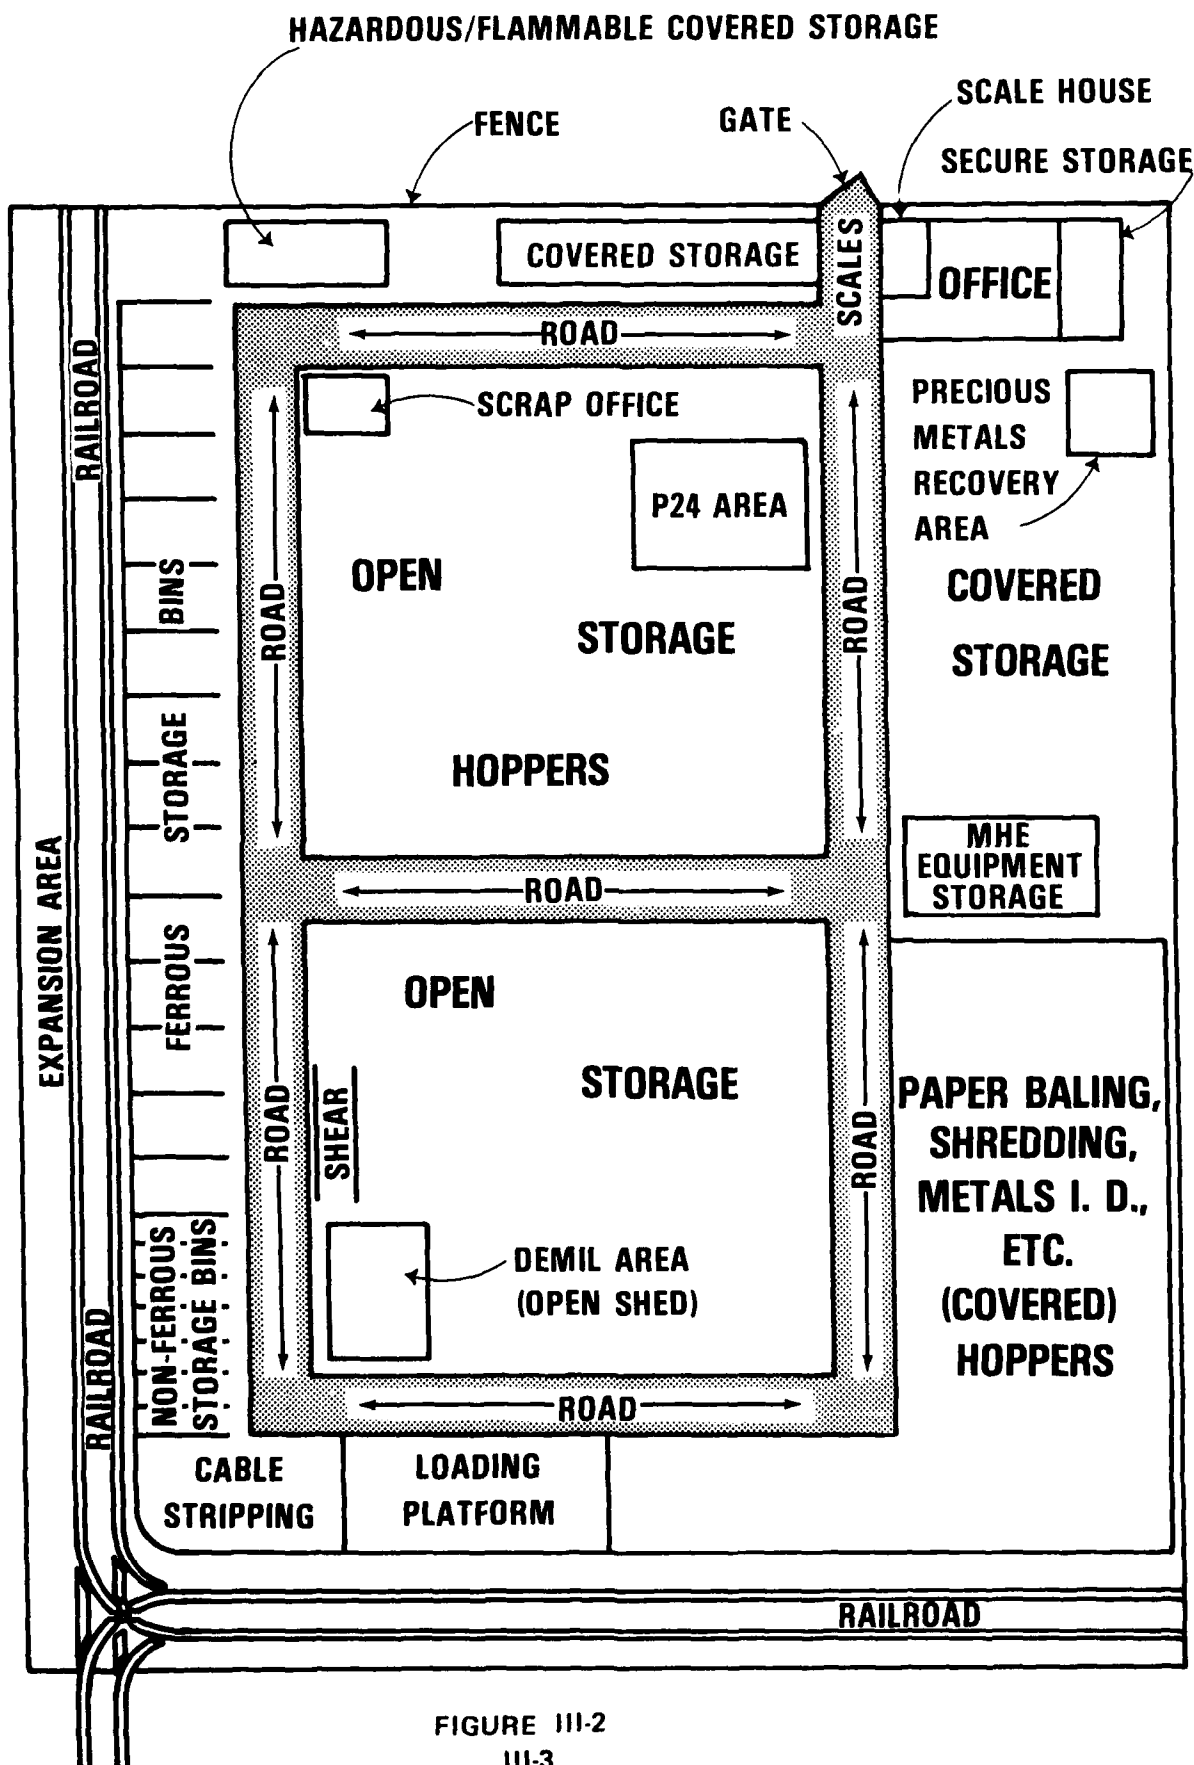 HAZARDOUS/FLAMMABLE COVERED STORAGE
SCALE HOUSE
FENCE
GATE
SECURE STORAGE
COVERED STORAGE
SCALES
OFFICE
ROAD
RAILROAD
SCRAP OFFICE
PRECIOUS
METALS
RECOVERY
AREA
P24 AREA
OPEN
STORAGE
HOPPERS
ROAD
ROAD
COVERED
STORAGE
FERROUS STORAGE BINS
MHE
EQUIPMENT
STORAGE
ROAD
EXPANSION AREA
OPEN
STORAGE
ROAD
SHEAR
ROAD
PAPER BALING,
SHREDDING,
METALS I. D.,
ETC.
(COVERED)
HOPPERS
DEMIL AREA
(OPEN SHED)
NON-FERROUS
STORAGE BINS
RAILROAD
ROAD
CABLE
STRIPPING
LOADING
PLATFORM
RAILROAD
FIGURE III-2
III-3